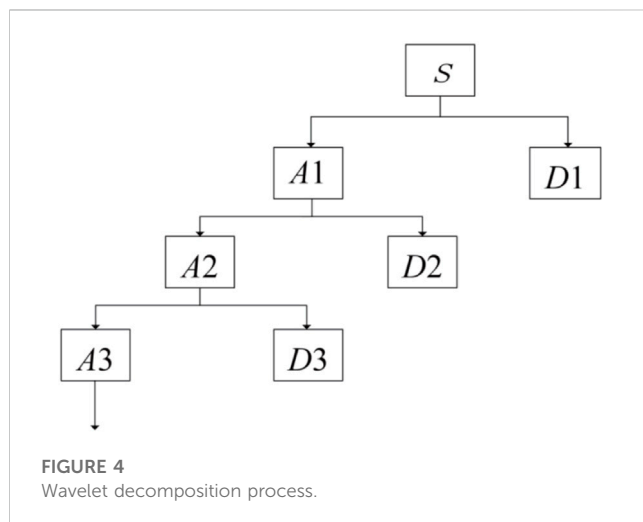 S
A1 D1
A2 D2
A3 D3
FIGURE 4
Wavelet decomposition process.